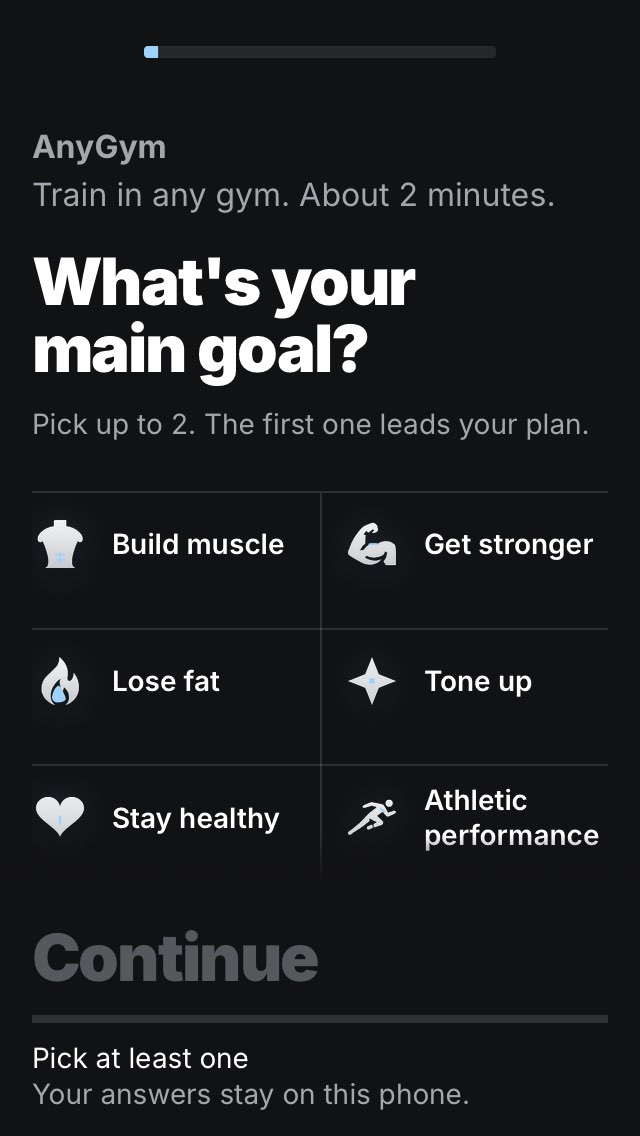 AnyGym
Train in any gym. About 2 minutes.
What's your
main goal?
Pick up to 2. The first one leads your plan.
Build muscle
Get stronger
Lose fat
Tone up
Stay healthy
Athletic
performance
Continue
Pick at least one
Your answers stay on this phone.